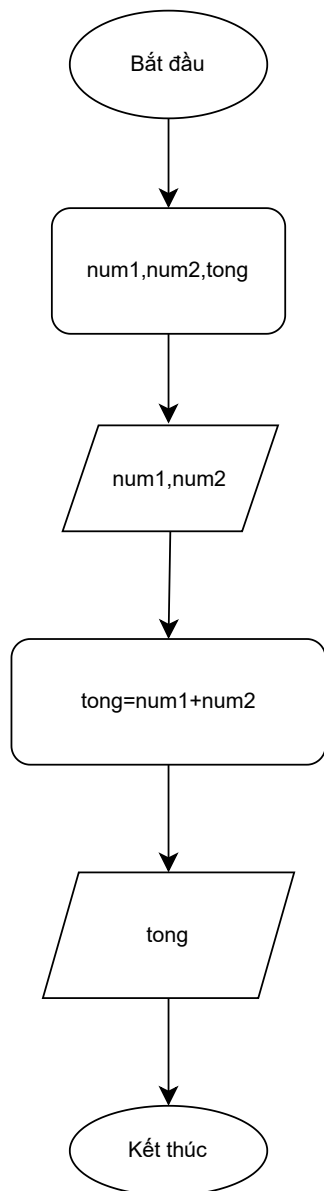 Bắt đầu
num1,num2,tong
num1,num2
tong=num1+num2
tong
Kết thúc